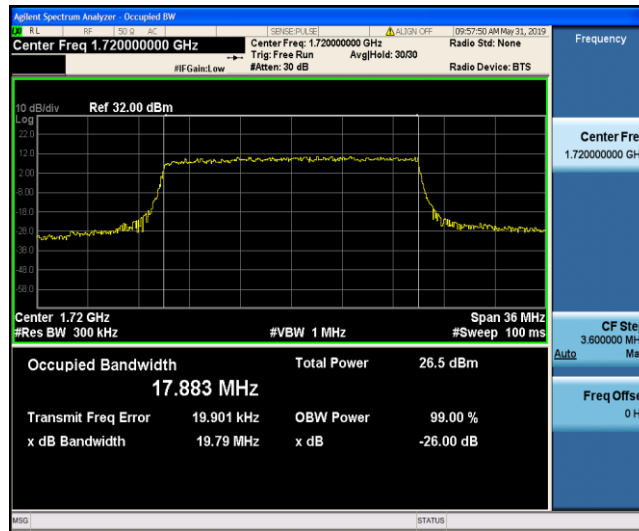 Agilent Spectrum Analyzer - Occupied BW
RL RF 50 Ω AC SENSE:PULSE ALIGN OFF 09:57:50 AM May 31, 2019
Center Freq 1.720000000 GHz Center Freq: 1.720000000 GHz Radio Std: None
Trig: Free Run Avg|Hold: 30/30
#IFGain:Low #Atten: 30 dB Radio Device: BTS
10 dB/div Ref 32.00 dBm
Log
22.0
12.0
2.00
-8.00
-18.0
-28.0
-38.0
-48.0
-58.0
Center 1.72 GHz Span 36 MHz
#Res BW 300 kHz #VBW 1 MHz #Sweep 100 ms
Occupied Bandwidth Total Power 26.5 dBm
17.883 MHz
Transmit Freq Error 19.901 kHz OBW Power 99.00 %
x dB Bandwidth 19.79 MHz x dB -26.00 dB
MSG STATUS
Frequency
Center Fre
1.720000000 GH
CF Ste
3.600000 MH
Auto Ma
Freq Offse
0 H